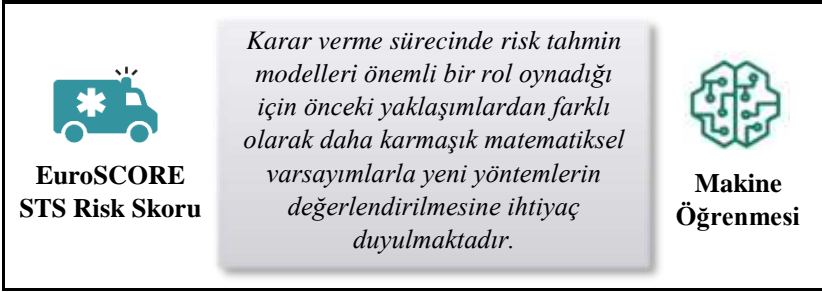 EuroSCORE
STS Risk Skoru
Karar verme sürecinde risk tahmin
modelleri önemli bir rol oynadığı
için önceki yaklaşımlardan farklı
olarak daha karmaşık matematiksel
varsayımlarla yeni yöntemlerin
değerlendirilmesine ihtiyaç
duyulmaktadır.
Makine
Öğrenmesi